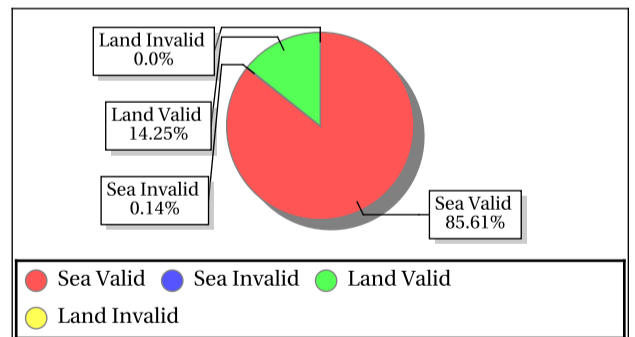 Land Invalid
0.0%
Land Valid
14.25%
Sea Invalid
0.14%
Sea Valid
85.61%
Sea Valid Sea Invalid Land Valid
Land Invalid